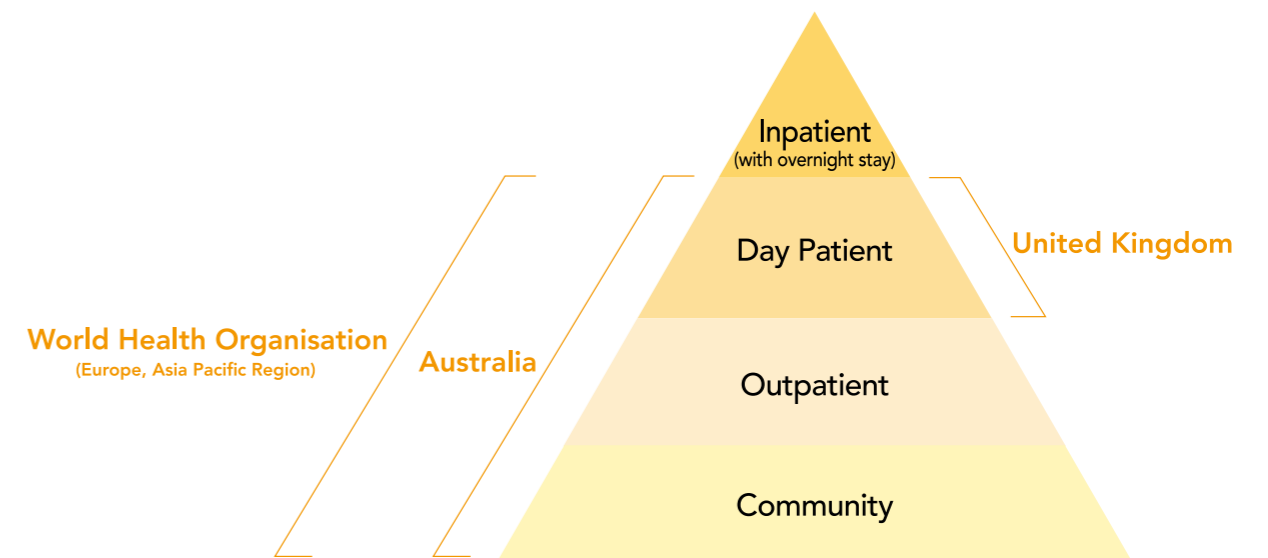 Inpatient
(with overnight stay)
Day Patient
United Kingdom
World Health Organisation
(Europe, Asia Pacific Region)
Australia
Outpatient
Community